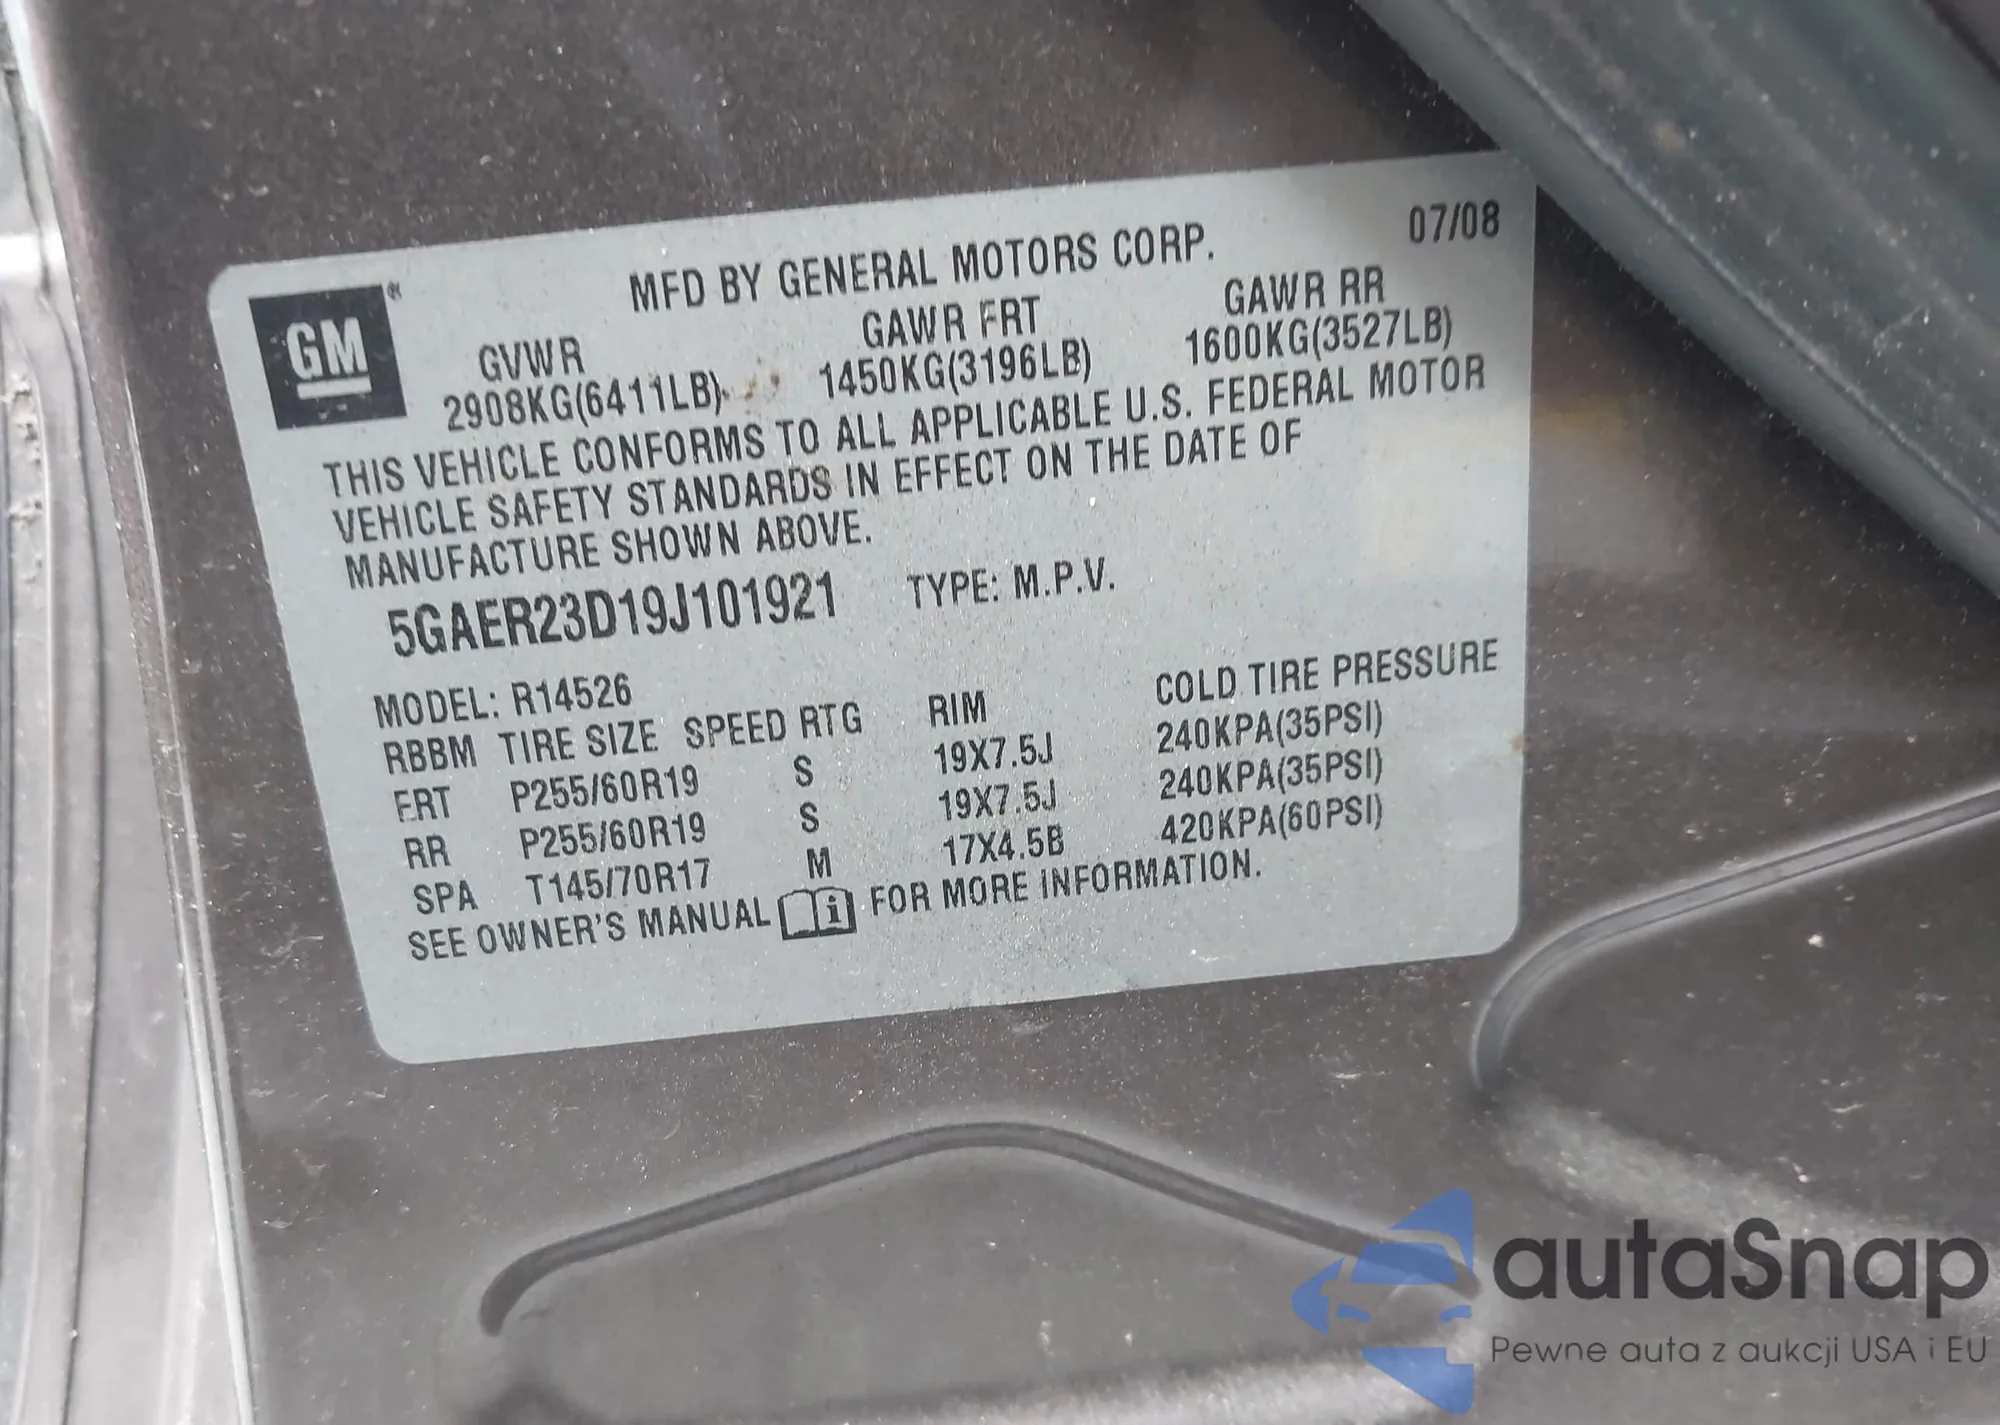 07/08
MFD BY GENERAL MOTORS CORP.
GM®
GVWR GAWR FRT GAWR RR
2908KG(6411LB) 1450KG(3196LB) 1600KG(3527LB)
THIS VEHICLE CONFORMS TO ALL APPLICABLE U.S. FEDERAL MOTOR
VEHICLE SAFETY STANDARDS IN EFFECT ON THE DATE OF
MANUFACTURE SHOWN ABOVE.
5GAER23D19J101921 TYPE: M.P.V.
MODEL: R14526
RBBM TIRE SIZE SPEED RTG RIM COLD TIRE PRESSURE
FRT P255/60R19 S 19X7.5J 240KPA(35PSI)
RR P255/60R19 S 19X7.5J 240KPA(35PSI)
SPA T145/70R17 M 17X4.5B 420KPA(60PSI)
SEE OWNER'S MANUAL i FOR MORE INFORMATION.
autaSnap
Pewne auta z aukcji USA i EU